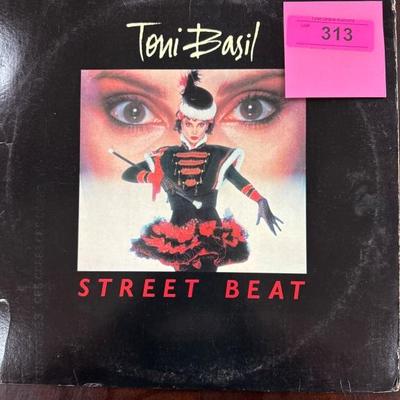 Toni Basil
313
STREET BEAT